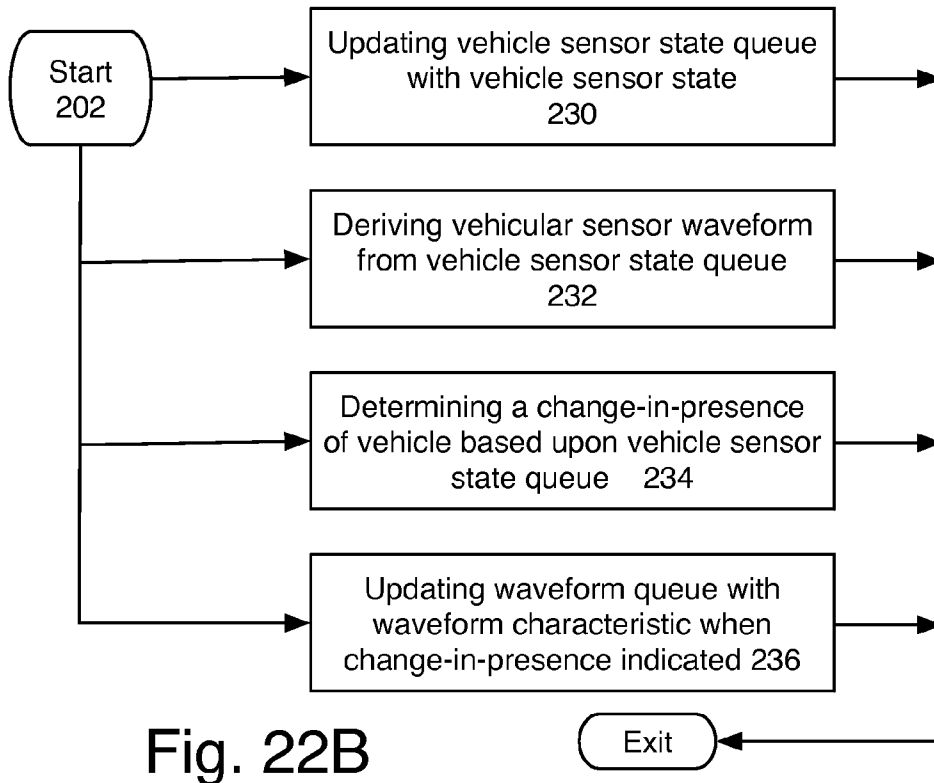 Start
202
Updating vehicle sensor state queue
with vehicle sensor state
230
Deriving vehicular sensor waveform
from vehicle sensor state queue
232
Determining a change-in-presence
of vehicle based upon vehicle sensor
state queue 234
Updating waveform queue with
waveform characteristic when
change-in-presence indicated 236
Fig. 22B
Exit